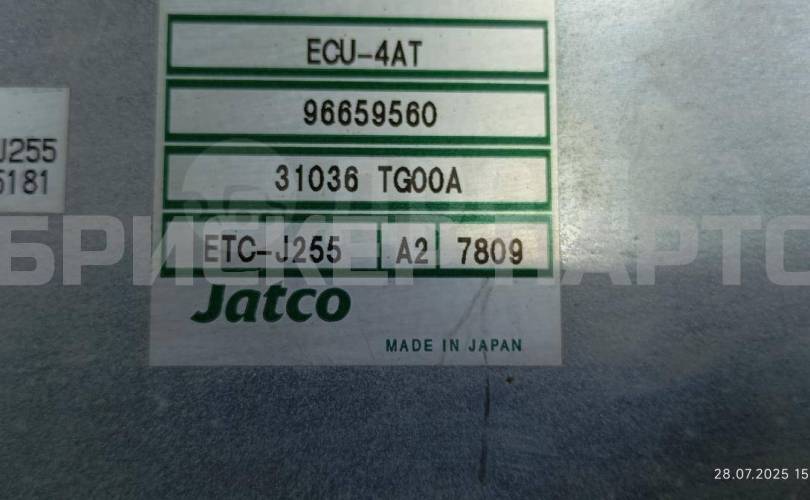 ECU-4AT
96659560
31036 TG00A
J255
5181
ETC-J255 A2 7809
БРИСКЕР ПАРТС
Jatco
MADE IN JAPAN
28.07.2025 15